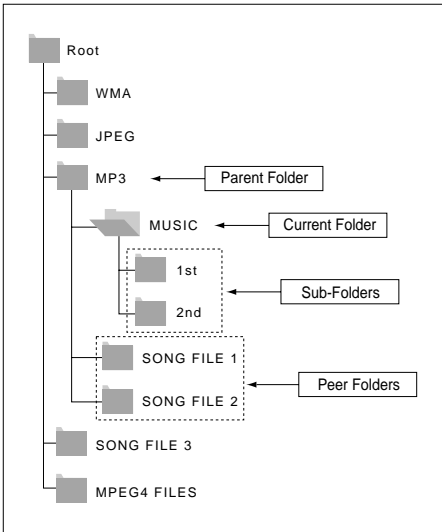 Root
WMA
JPEG
MP3
Parent Folder
MUSIC
Current Folder
1st
Sub-Folders
2nd
SONG FILE 1
Peer Folders
SONG FILE 2
SONG FILE 3
MPEG4 FILES